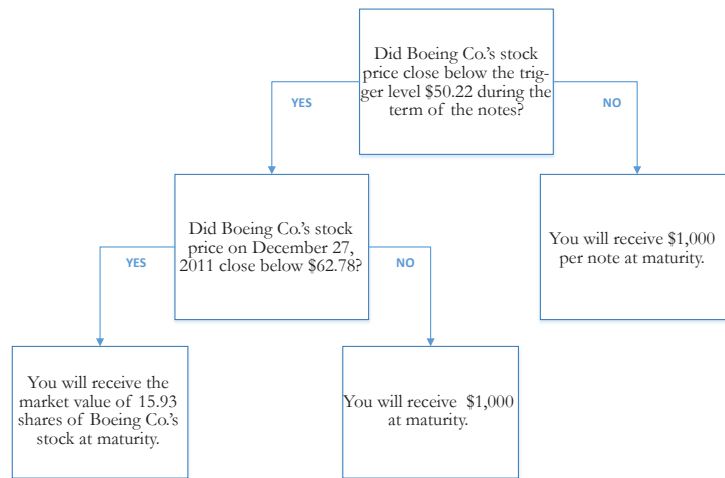 Did Boeing Co.'s stock
price close below the trig-
ger level $50.22 during the
term of the notes?
YES
NO
Did Boeing Co.'s stock
price on December 27,
2011 close below $62.78?
You will receive $1,000
per note at maturity.
YES
NO
You will receive the
market value of 15.93
shares of Boeing Co.'s
stock at maturity.
You will receive $1,000
at maturity.